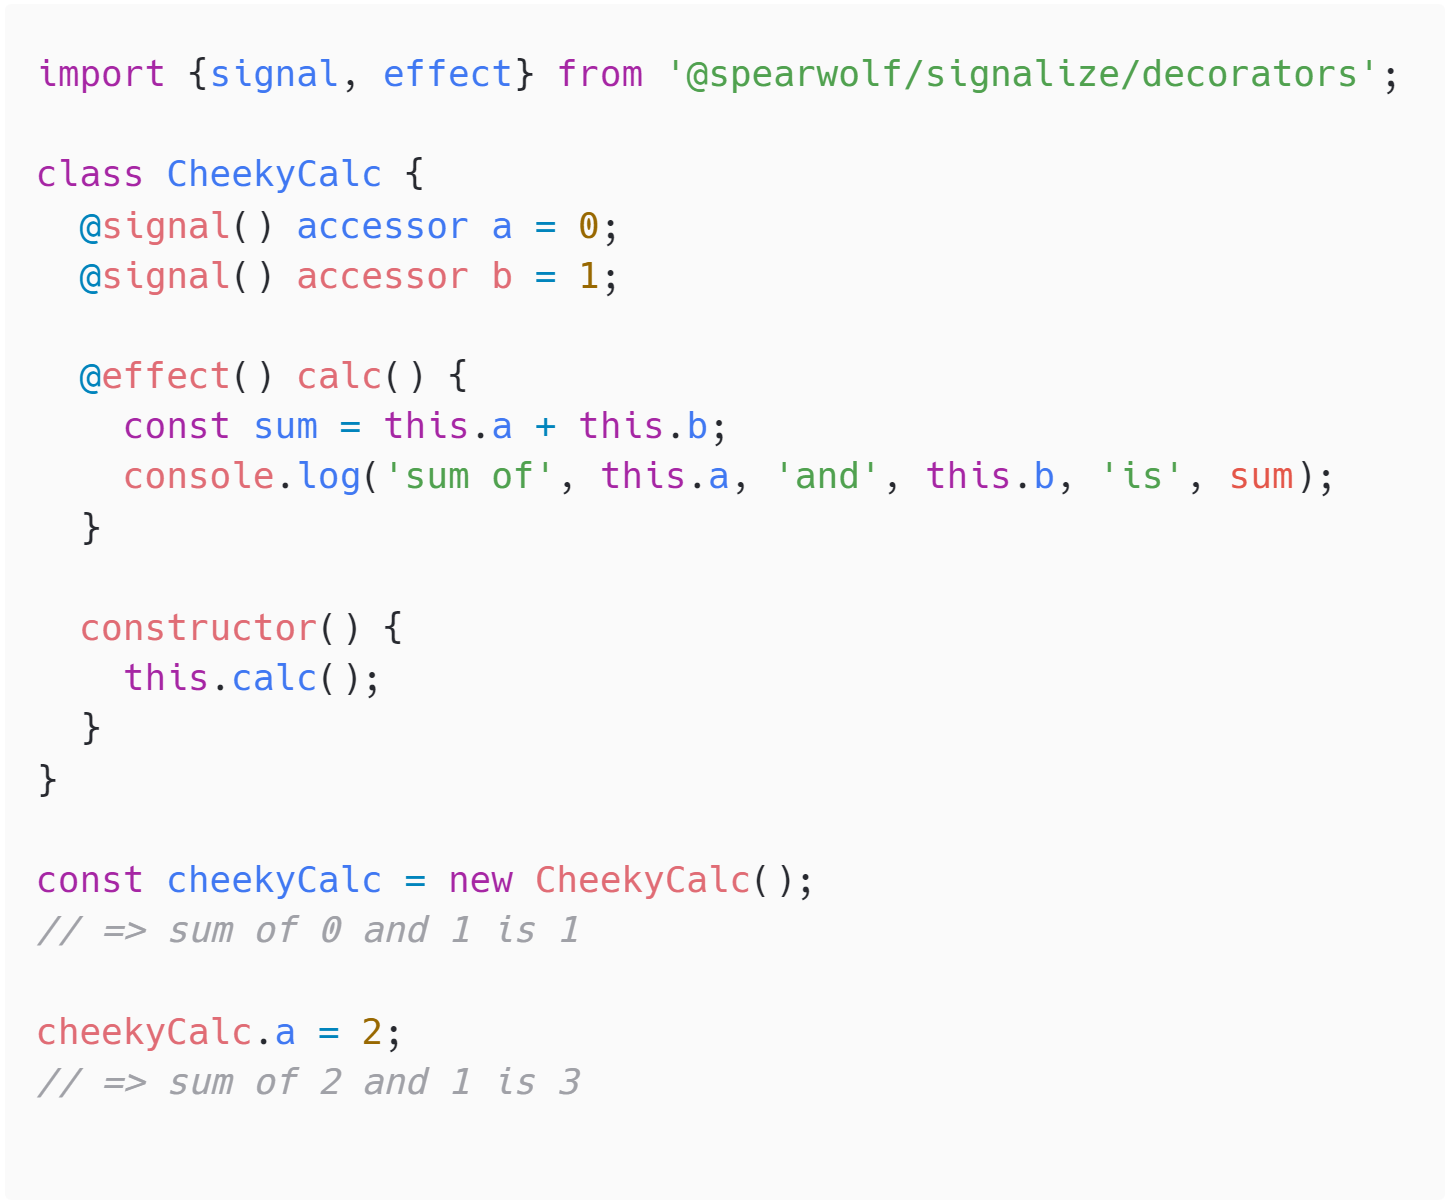 import {signal, effect} from '@spearwolf/signalize/decorators';
class CheekyCalc {
  @signal() accessor a = 0;
  @signal() accessor b = 1;
  @effect() calc() {
    const sum = this.a + this.b;
    console.log('sum of', this.a, 'and', this.b, 'is', sum);
  }
  constructor() {
    this.calc();
  }
}
const cheekyCalc = new CheekyCalc();
// => sum of 0 and 1 is 1
cheekyCalc.a = 2;
// => sum of 2 and 1 is 3